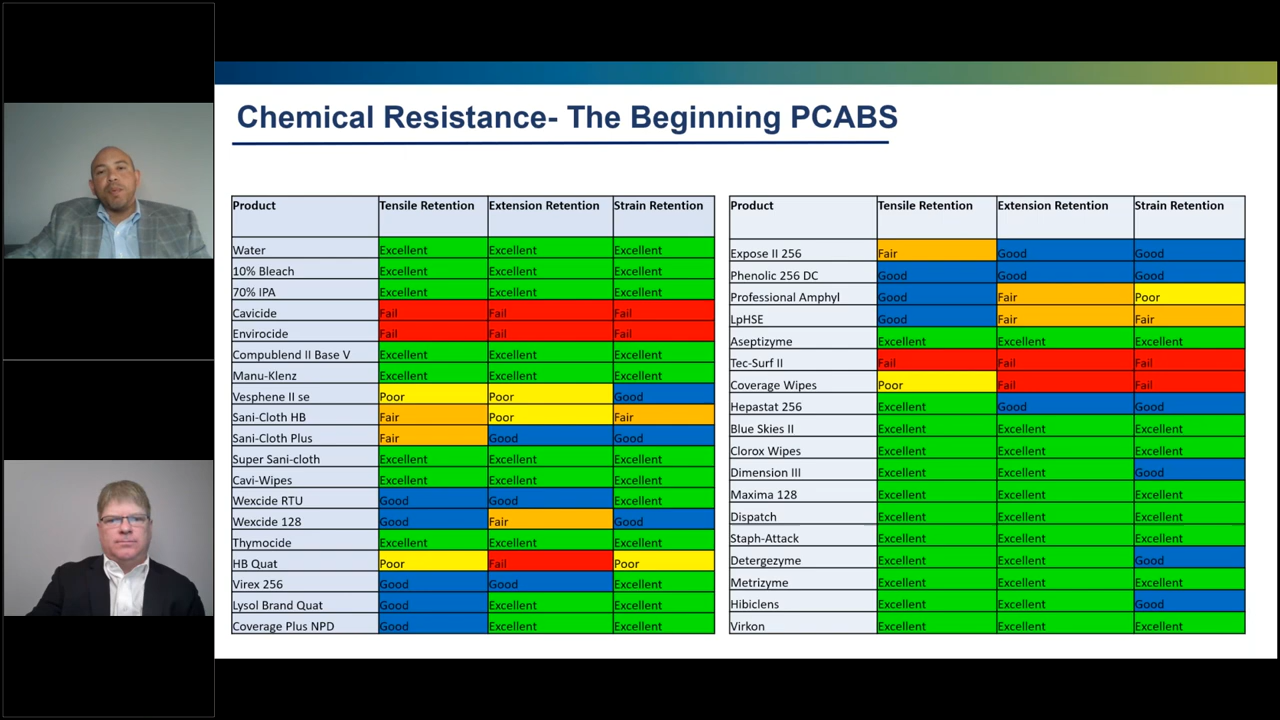 Chemical Resistance- The Beginning PCABS
Product Tensile Retention Extension Retention Strain Retention
Water Excellent Excellent Excellent
10% Bleach Excellent Excellent Excellent
70% IPA Excellent Excellent Excellent
Cavicide Fail Fail Fail
Envirocide Fail Fail Fail
Compublend II Base V Excellent Excellent Excellent
Manu-Klenz Excellent Excellent Excellent
Vesphene II se Poor Poor Good
Sani-Cloth HB Fair Poor Fair
Sani-Cloth Plus Fair Good Good
Super Sani-cloth Excellent Excellent Excellent
Cavi-Wipes Excellent Excellent Excellent
Wexcide RTU Good Good Excellent
Wexcide 128 Good Fair Good
Thymocide Excellent Excellent Excellent
HB Quat Poor Fail Poor
Virex 256 Good Good Excellent
Lysol Brand Quat Good Excellent Excellent
Coverage Plus NPD Good Excellent Excellent
Product Tensile Retention Extension Retention Strain Retention
Expose II 256 Fair Good Good
Phenolic 256 DC Good Good Good
Professional Amphyl Good Fair Poor
LpHSE Good Fair Fair
Aseptizyme Excellent Excellent Excellent
Tec-Surf II Fail Fail Fail
Coverage Wipes Poor Fail Fail
Hepastat 256 Excellent Good Good
Blue Skies II Excellent Excellent Excellent
Clorox Wipes Excellent Excellent Excellent
Dimension III Excellent Excellent Good
Maxima 128 Excellent Excellent Excellent
Dispatch Excellent Excellent Excellent
Staph-Attack Excellent Excellent Excellent
Detergezyme Excellent Excellent Good
Metrizyme Excellent Excellent Excellent
Hibiclens Excellent Excellent Good
Virkon Excellent Excellent Excellent